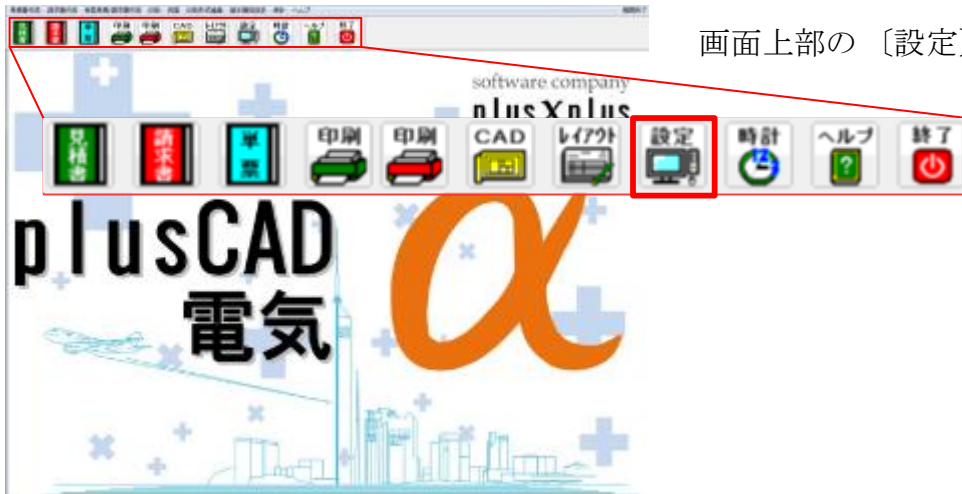 画面上部の 〔設定〕
software company
plusXplus
見積書 請求書 単票 印刷 印刷 CAD レイアウト 設定 時計 ヘルプ 終了
plusCAD
電気
α